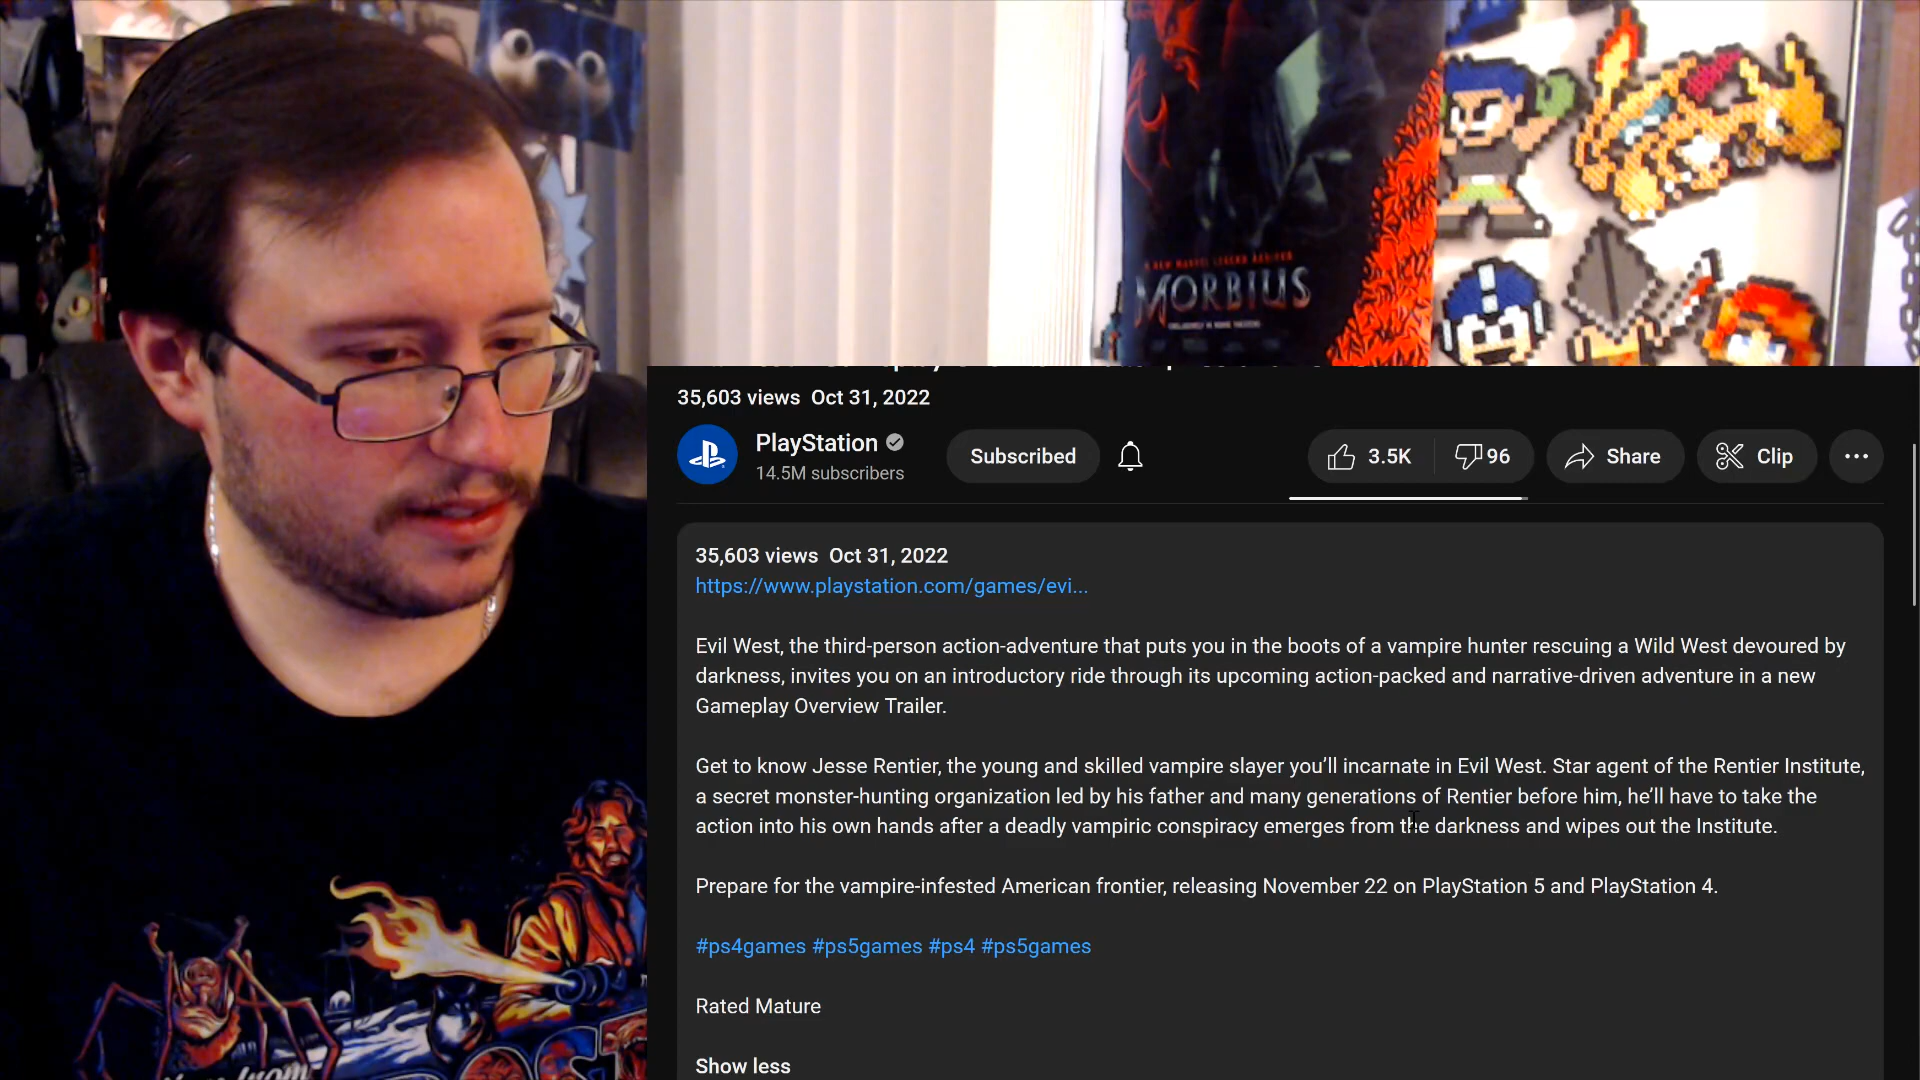 A NEW MARVEL LEGEND ARRIVES
MORBIUS
35,603 views Oct 31, 2022
PlayStation
14.5M subscribers
Subscribed
3.5K
96
Share
Clip
35,603 views Oct 31, 2022
https://www.playstation.com/games/evi...
Evil West, the third-person action-adventure that puts you in the boots of a vampire hunter rescuing a Wild West devoured by
darkness, invites you on an introductory ride through its upcoming action-packed and narrative-driven adventure in a new
Gameplay Overview Trailer.
Get to know Jesse Rentier, the young and skilled vampire slayer you’ll incarnate in Evil West. Star agent of the Rentier Institute,
a secret monster-hunting organization led by his father and many generations of Rentier before him, he’ll have to take the
action into his own hands after a deadly vampiric conspiracy emerges from the darkness and wipes out the Institute.
Prepare for the vampire-infested American frontier, releasing November 22 on PlayStation 5 and PlayStation 4.
#ps4games #ps5games #ps4 #ps5games
Rated Mature
Show less